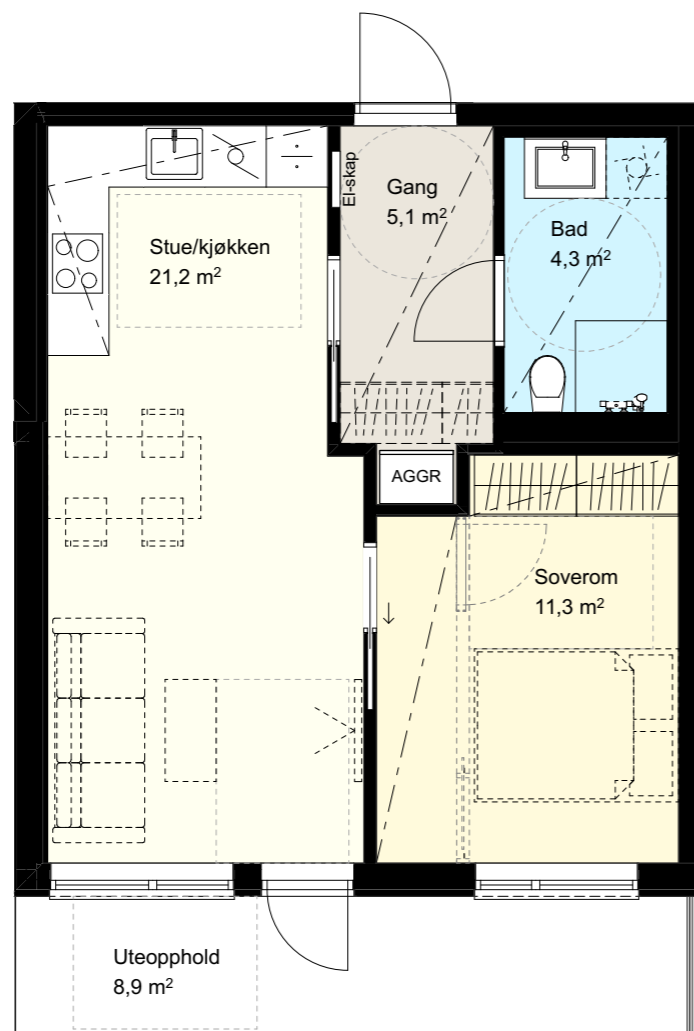 El-skap
Gang
5,1 m²
Stue/kjøkken
21,2 m²
Bad
4,3 m²
AGGR
Soverom
11,3 m²
Uteopphold
8,9 m²